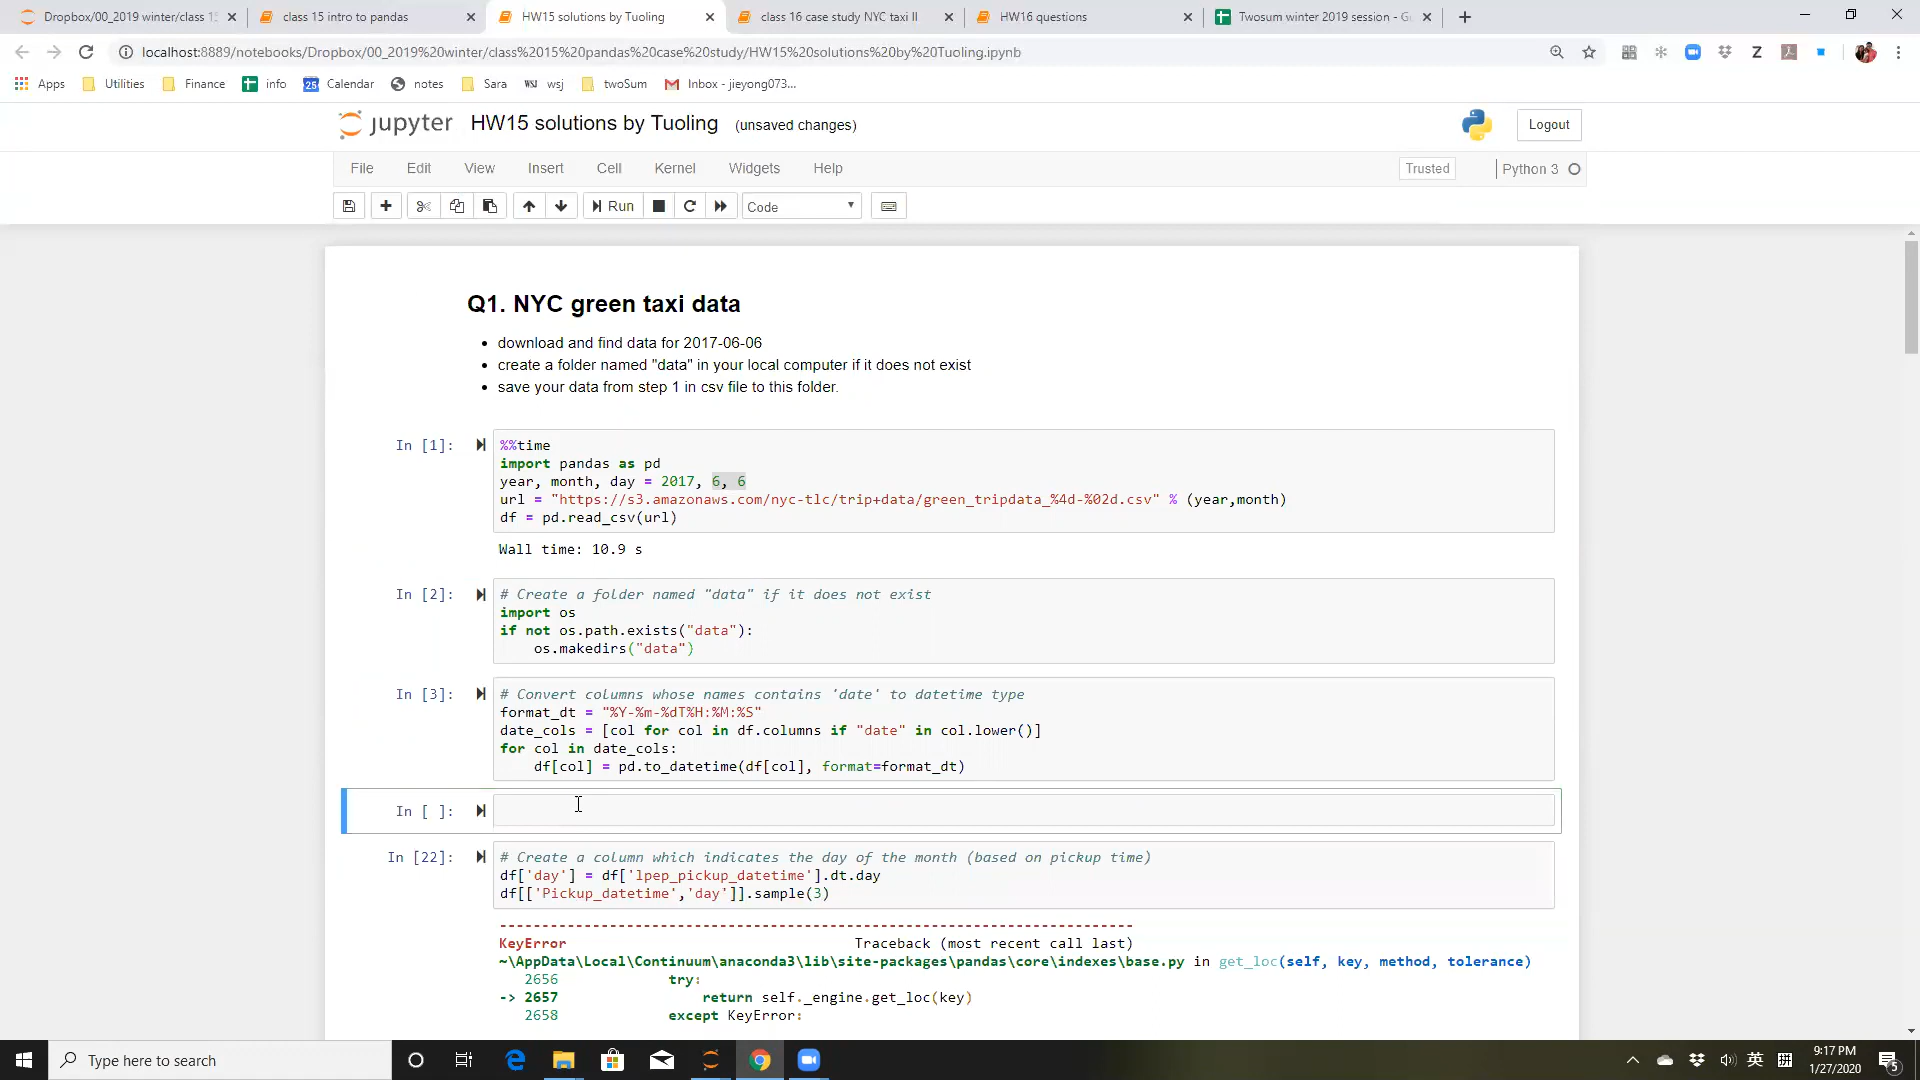 Dropbox/00_2019 winter/class 15
class 15 intro to pandas
HW15 solutions by Tuoling
class 16 case study NYC taxi II
HW16 questions
Twosum winter 2019 session - G
localhost:8889/notebooks/Dropbox/00_2019%20winter/class%2015%20pandas%20case%20study/HW15%20solutions%20by%20Tuoling.ipynb
Apps Utilities Finance info Calendar notes Sara wsj twoSum Inbox - jieyong073...
jupyter HW15 solutions by Tuoling (unsaved changes) Logout
File Edit View Insert Cell Kernel Widgets Help Trusted Python 3
Run Code
Q1. NYC green taxi data
• download and find data for 2017-06-06
• create a folder named "data" in your local computer if it does not exist
• save your data from step 1 in csv file to this folder.
In [1]: %%time
import pandas as pd
year, month, day = 2017, 6, 6
url = "https://s3.amazonaws.com/nyc-tlc/trip+data/green_tripdata_%4d-%02d.csv" % (year,month)
df = pd.read_csv(url)
Wall time: 10.9 s
In [2]: # Create a folder named "data" if it does not exist
import os
if not os.path.exists("data"):
os.makedirs("data")
In [3]: # Convert columns whose names contains 'date' to datetime type
format_dt = "%Y-%m-%dT%H:%M:%S"
date_cols = [col for col in df.columns if "date" in col.lower()]
for col in date_cols:
df[col] = pd.to_datetime(df[col], format=format_dt)
In [ ]:
In [22]: # Create a column which indicates the day of the month (based on pickup time)
df['day'] = df['lpep_pickup_datetime'].dt.day
df[['Pickup_datetime','day']].sample(3)
---------------------------------------------------------------------------
KeyError Traceback (most recent call last)
~\AppData\Local\Continuum\anaconda3\lib\site-packages\pandas\core\indexes\base.py in get_loc(self, key, method, tolerance)
2656 try:
-> 2657 return self._engine.get_loc(key)
2658 except KeyError:
Type here to search
英
拼
9:17 PM
1/27/2020
5